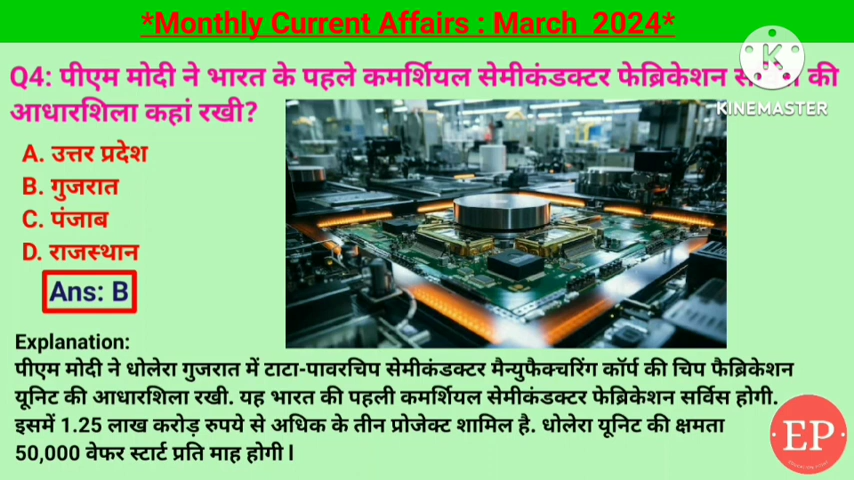 *Monthly Current Affairs : March 2024*
Q4: पीएम मोदी ने भारत के पहले कमर्शियल सेमीकंडक्टर फेब्रिकेशन की
आधारशिला कहां रखी?
KINEMASTER
A. उत्तर प्रदेश
B. गुजरात
C. पंजाब
D. राजस्थान
Ans: B
Explanation:
पीएम मोदी ने धोलेरा गुजरात में टाटा-पावरचिप सेमीकंडक्टर मैन्युफैक्चरिंग कॉर्प की चिप फैब्रिकेशन
यूनिट की आधारशिला रखी. यह भारत की पहली कमर्शियल सेमीकंडक्टर फेब्रिकेशन सर्विस होगी.
इसमें 1.25 लाख करोड़ रुपये से अधिक के तीन प्रोजेक्ट शामिल है. धोलेरा यूनिट की क्षमता
50,000 वेफर स्टार्ट प्रति माह होगी l
EP